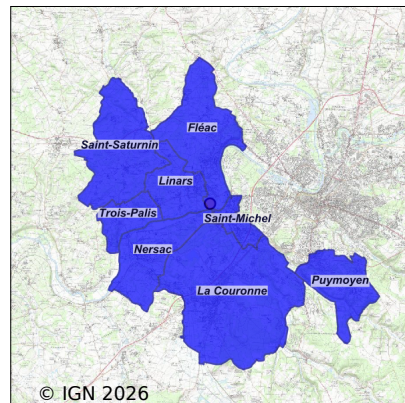 Fléac
Saint-Saturnin
Linars
Trois-Palis
Saint-Michel
Nersac
Puymoyen
La Couronne
© IGN 2026